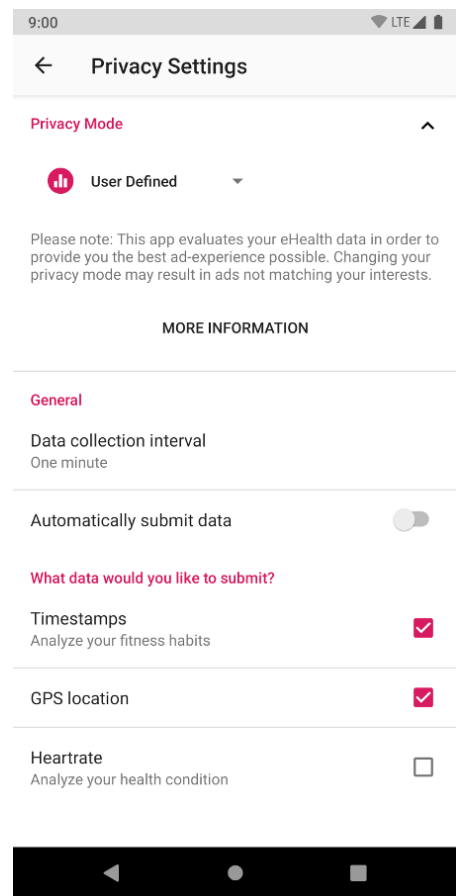 9:00
LTE
Privacy Settings
Privacy Mode
User Defined
Please note: This app evaluates your eHealth data in order to
provide you the best ad-experience possible. Changing your
privacy mode may result in ads not matching your interests.
MORE INFORMATION
General
Data collection interval
One minute
Automatically submit data
What data would you like to submit?
Timestamps
Analyze your fitness habits
GPS location
Heartrate
Analyze your health condition